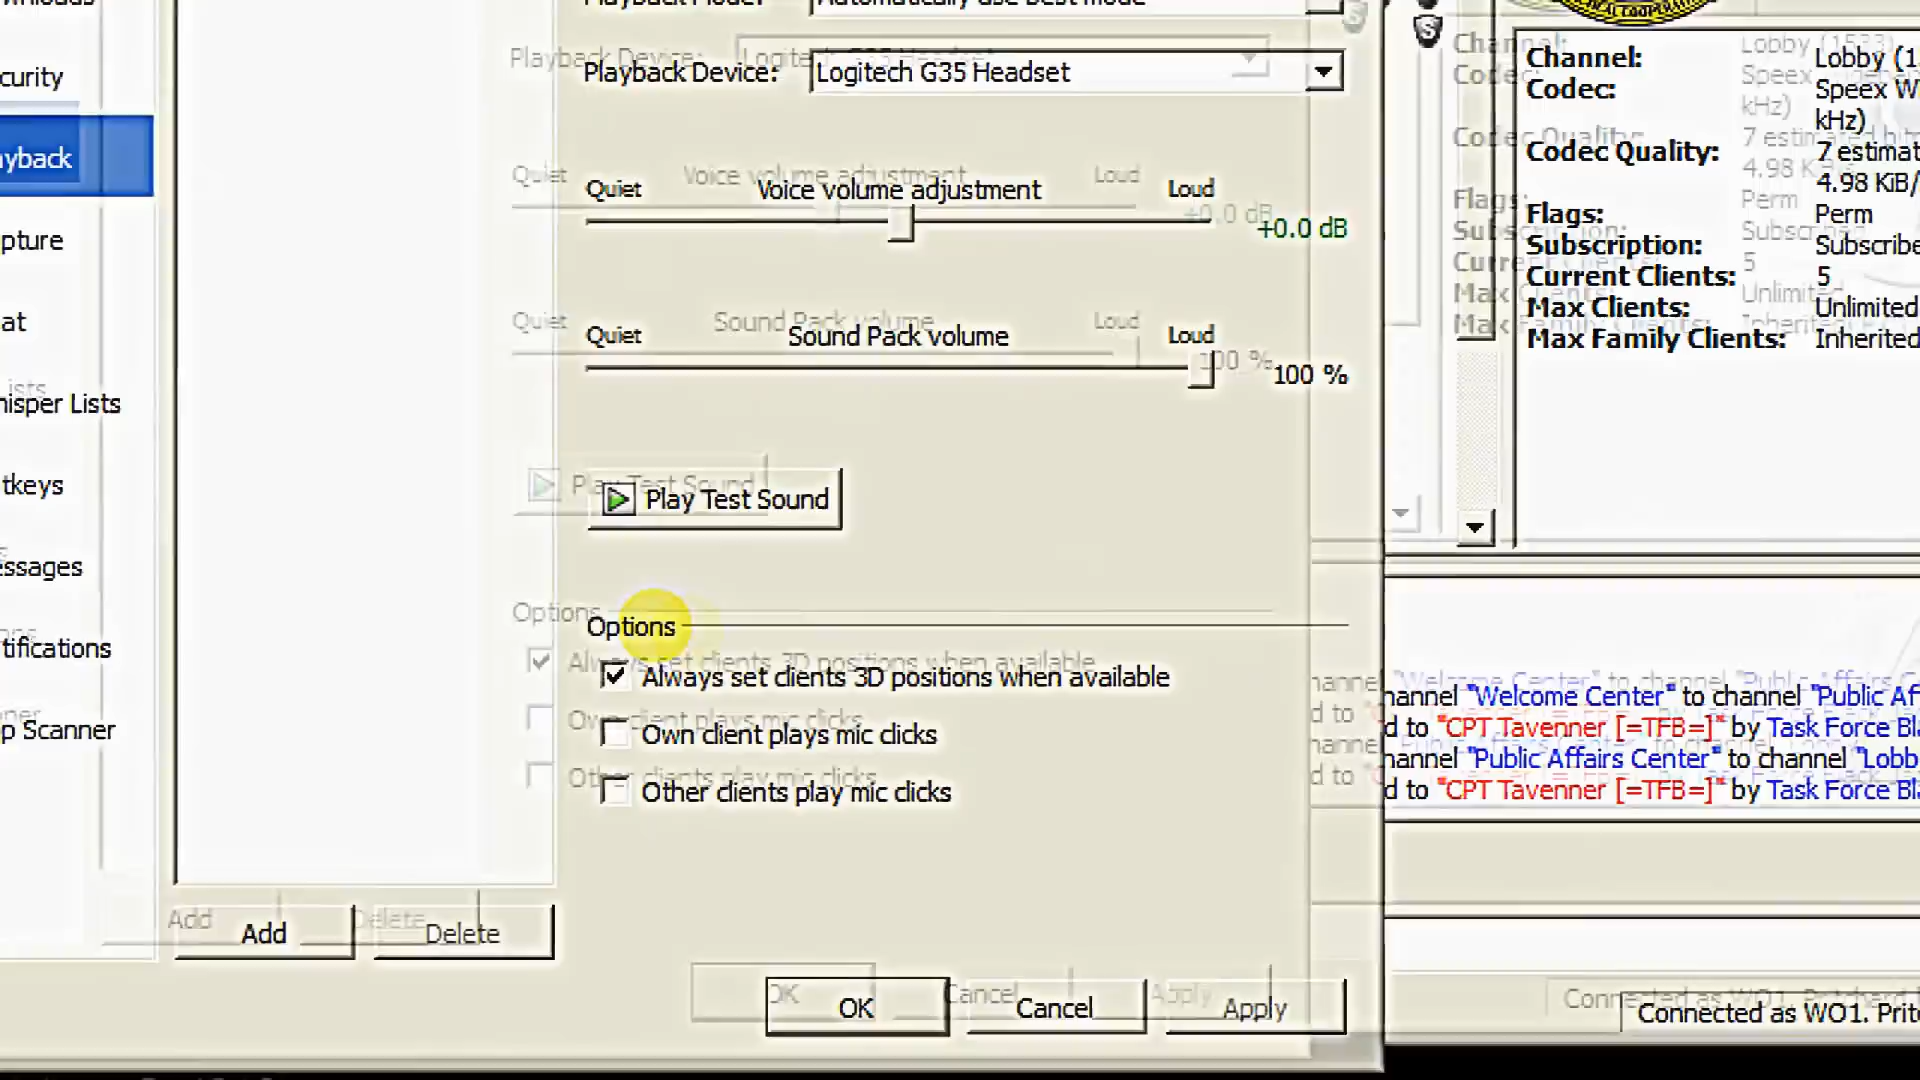 Automatically use best mode
Playback Device: Logitech G35 Headset
Quiet Voice volume adjustment Loud
+0.0 dB
Quiet Sound Pack volume Loud
100 %
Play Test Sound
Options
Always set clients 3D positions when available
Own client plays mic clicks
Other clients play mic clicks
Add Delete
OK Cancel Apply
curity
ayback
pture
at
hisper Lists
tkeys
essages
tifications
p Scanner
Channel: Lobby (1
Codec: Speex W
kHz)
Codec Quality: 7 estimat
4.98 KiB/
Flags: Perm
Subscription: Subscribe
Current Clients: 5
Max Clients: Unlimited
Max Family Clients: Inherited
hannel "Welcome Center" to channel "Public Af
d to "CPT Tavenner [=TFB=]" by Task Force Bla
hannel "Public Affairs Center" to channel "Lobb
d to "CPT Tavenner [=TFB=]" by Task Force Bla
Connected as WO1. Prit